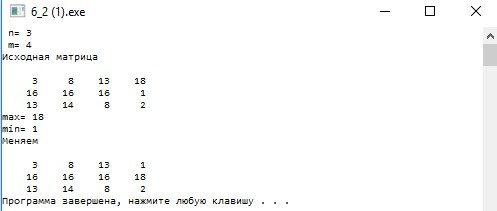 6_2 (1).exe
n= 3
m= 4
Исходная матрица
3 8 13 18
16 16 16 1
13 14 8 2
max= 18
min= 1
Меняем
3 8 13 1
16 16 16 18
13 14 8 2
Программа завершена, нажмите любую клавишу . . .